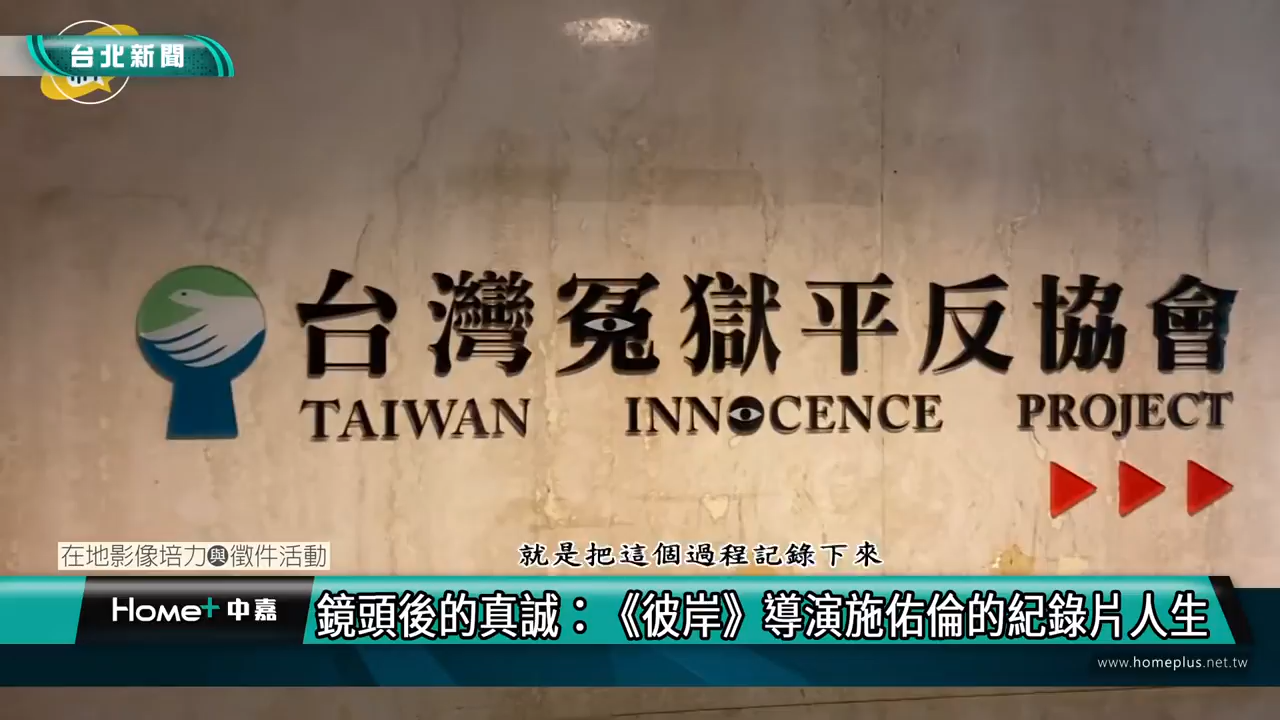 台北新聞
台灣冤獄平反協會
TAIWAN INNOCENCE PROJECT
在地影像培力與徵件活動
就是把這個過程記錄下來
Home+中嘉
鏡頭後的真誠：《彼岸》導演施佑倫的紀錄片人生
www.homeplus.net.tw